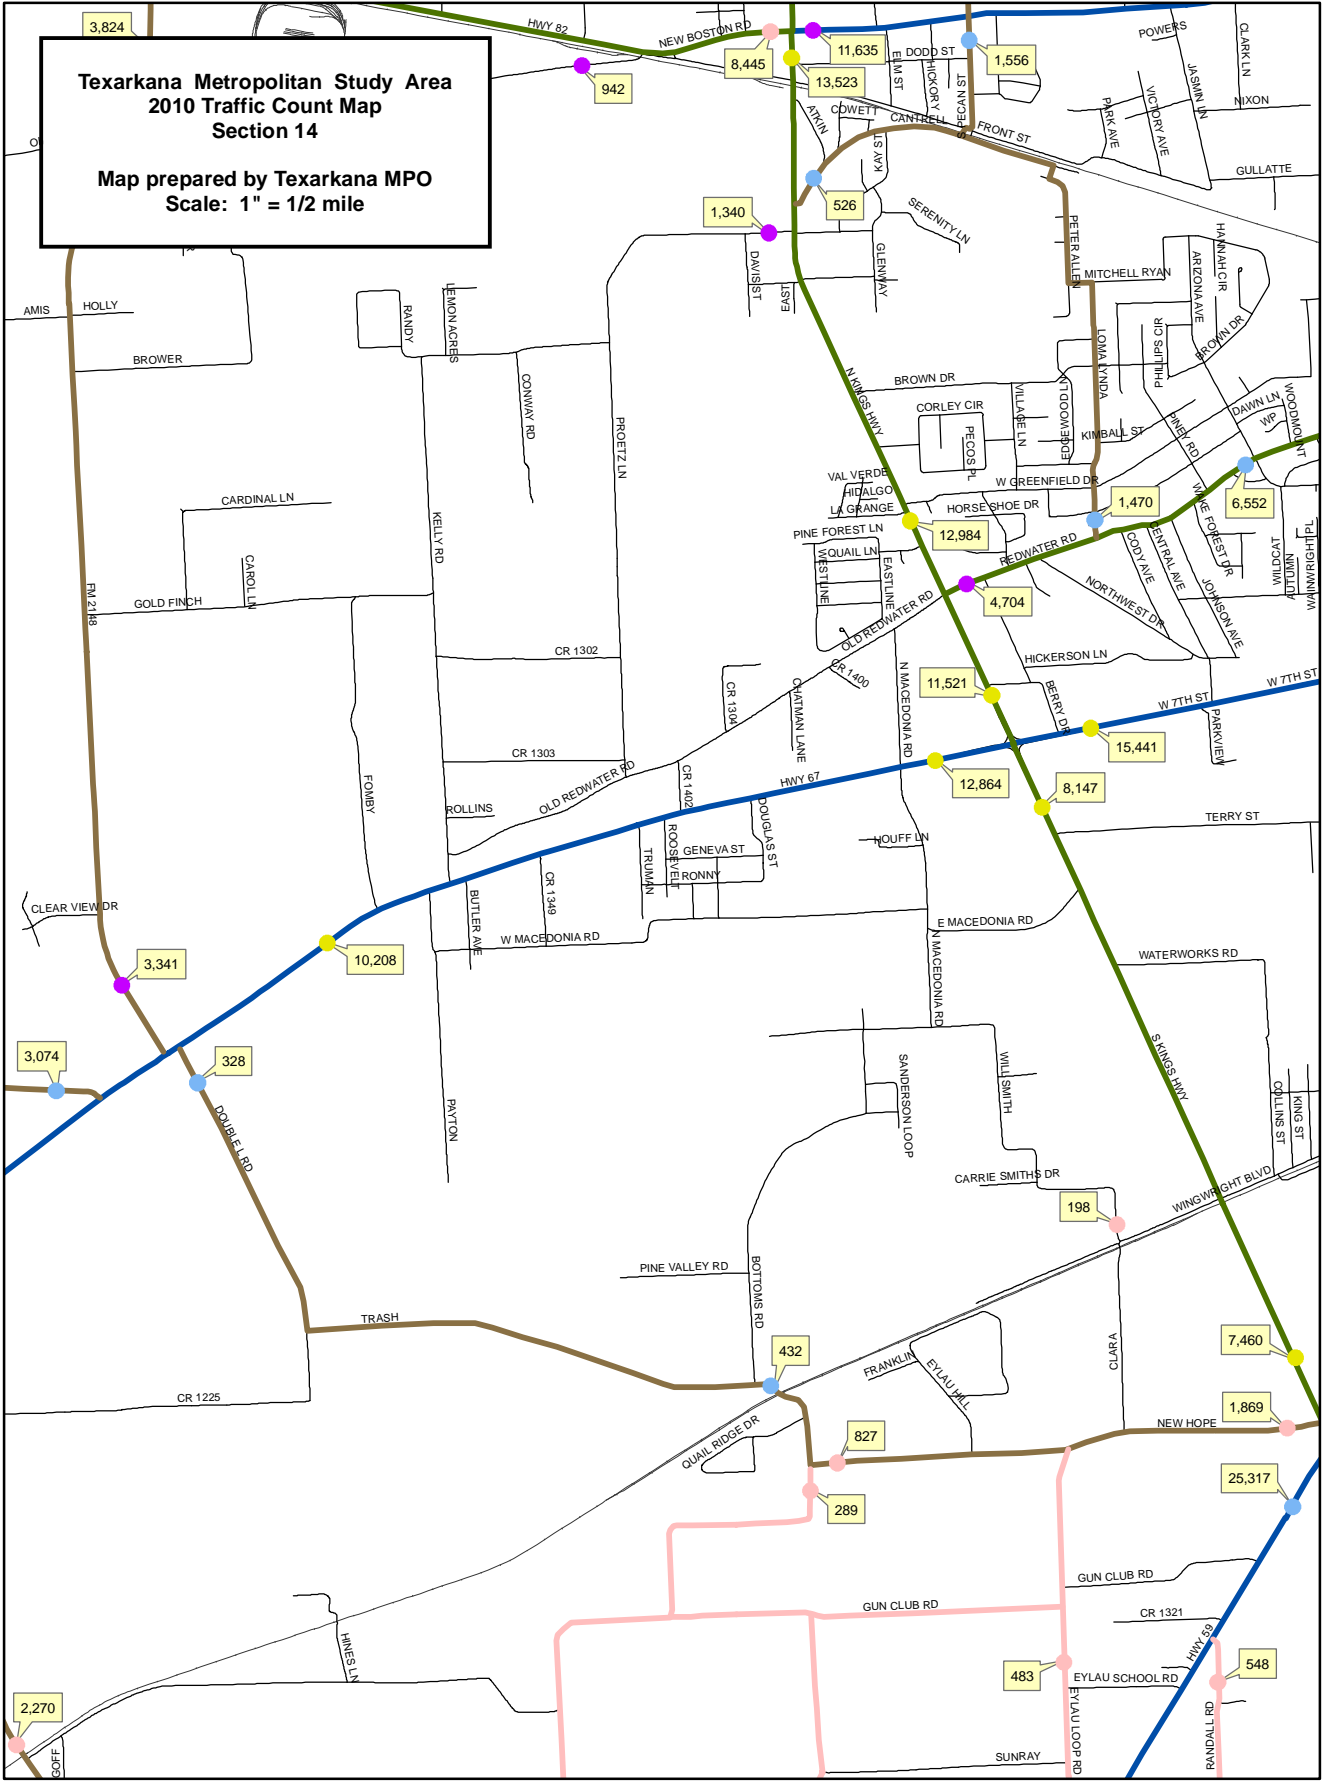 3,824
Texarkana Metropolitan Study Area
2010 Traffic Count Map
Section 14
Map prepared by Texarkana MPO
Scale: 1" = 1/2 mile
HWY 82
NEW BOSTON RD
8,445
11,635
13,523
942
1,556
DODD ST
ELM ST
HICKORY
S PECAN ST
POWERS
CLARK LN
JASMIN LN
NIXON
PARK AVE
VICTORY AVE
GULLATTE
ATKIN
COWETT
CANTRELL
FRONT ST
KAY ST
526
1,340
SERENITY LN
GLENWAY
DAVIS ST
EAST
PETER ALLEN
MITCHELL RYAN
HANNAH CIR
ARIZONA AVE
BROWN DR
PHILLIPS CIR
LOMA LYNDA
AMIS
HOLLY
BROWER
RANDY
LEMON ACRES
CONWAY RD
PROETZ LN
N KINGS HWY
BROWN DR
CORLEY CIR
PECOS PL
VILLAGE LN
EDGEWOOD LN
KIMBALL ST
PINEY RD
DAWN LN
WP
WOODMOUNT
6,552
VAL VERDE
HIDALGO
LA GRANGE
W GREENFIELD DR
HORSE SHOE DR
1,470
12,984
PINE FOREST LN
QUAIL LN
WESTLINE
EASTLINE
REDWATER RD
4,704
WAKE FOREST DR
CENTRAL AVE
CODY AVE
JOHNSON AVE
NORTHWEST DR
WILDCAT
AUTUMN
WAINWRIGHT PL
CARDINAL LN
CAROL LN
GOLD FINCH
KELLY RD
FM 2148
CR 1302
OLD REDWATER RD
CR 1400
HICKERSON LN
11,521
BERRY DR
W 7TH ST
W 7TH ST
PARKVIEW
15,441
CR 1304
CHATMAN LANE
N MACEDONIA RD
12,864
8,147
CR 1303
OLD REDWATER RD
CR 1402
HWY 67
FOMBY
ROLLINS
DOUGLAS ST
TERRY ST
HOUFF LN
GENEVA ST
RONNY
TRUMAN
ROOSEVELT
CR 1349
BUTLER AVE
W MACEDONIA RD
E MACEDONIA RD
N MACEDONIA RD
CLEAR VIEW DR
3,341
10,208
WATERWORKS RD
3,074
328
DOUBLE L RD
PAYTON
SANDERSON LOOP
WILL SMITH
S KINGS HWY
COLLINS ST
KING ST
CARRIE SMITHS DR
WINGWRIGHT BLVD
198
PINE VALLEY RD
BOTTOMS RD
TRASH
432
FRANKLIN
EYLAU HILL
CLARA
7,460
CR 1225
1,869
NEW HOPE
QUAIL RIDGE DR
827
289
25,317
GUN CLUB RD
GUN CLUB RD
CR 1321
HWY 59
HINES LN
483
EYLAU SCHOOL RD
548
EYLAU LOOP RD
RANDALL RD
2,270
GOFF
SUNRAY